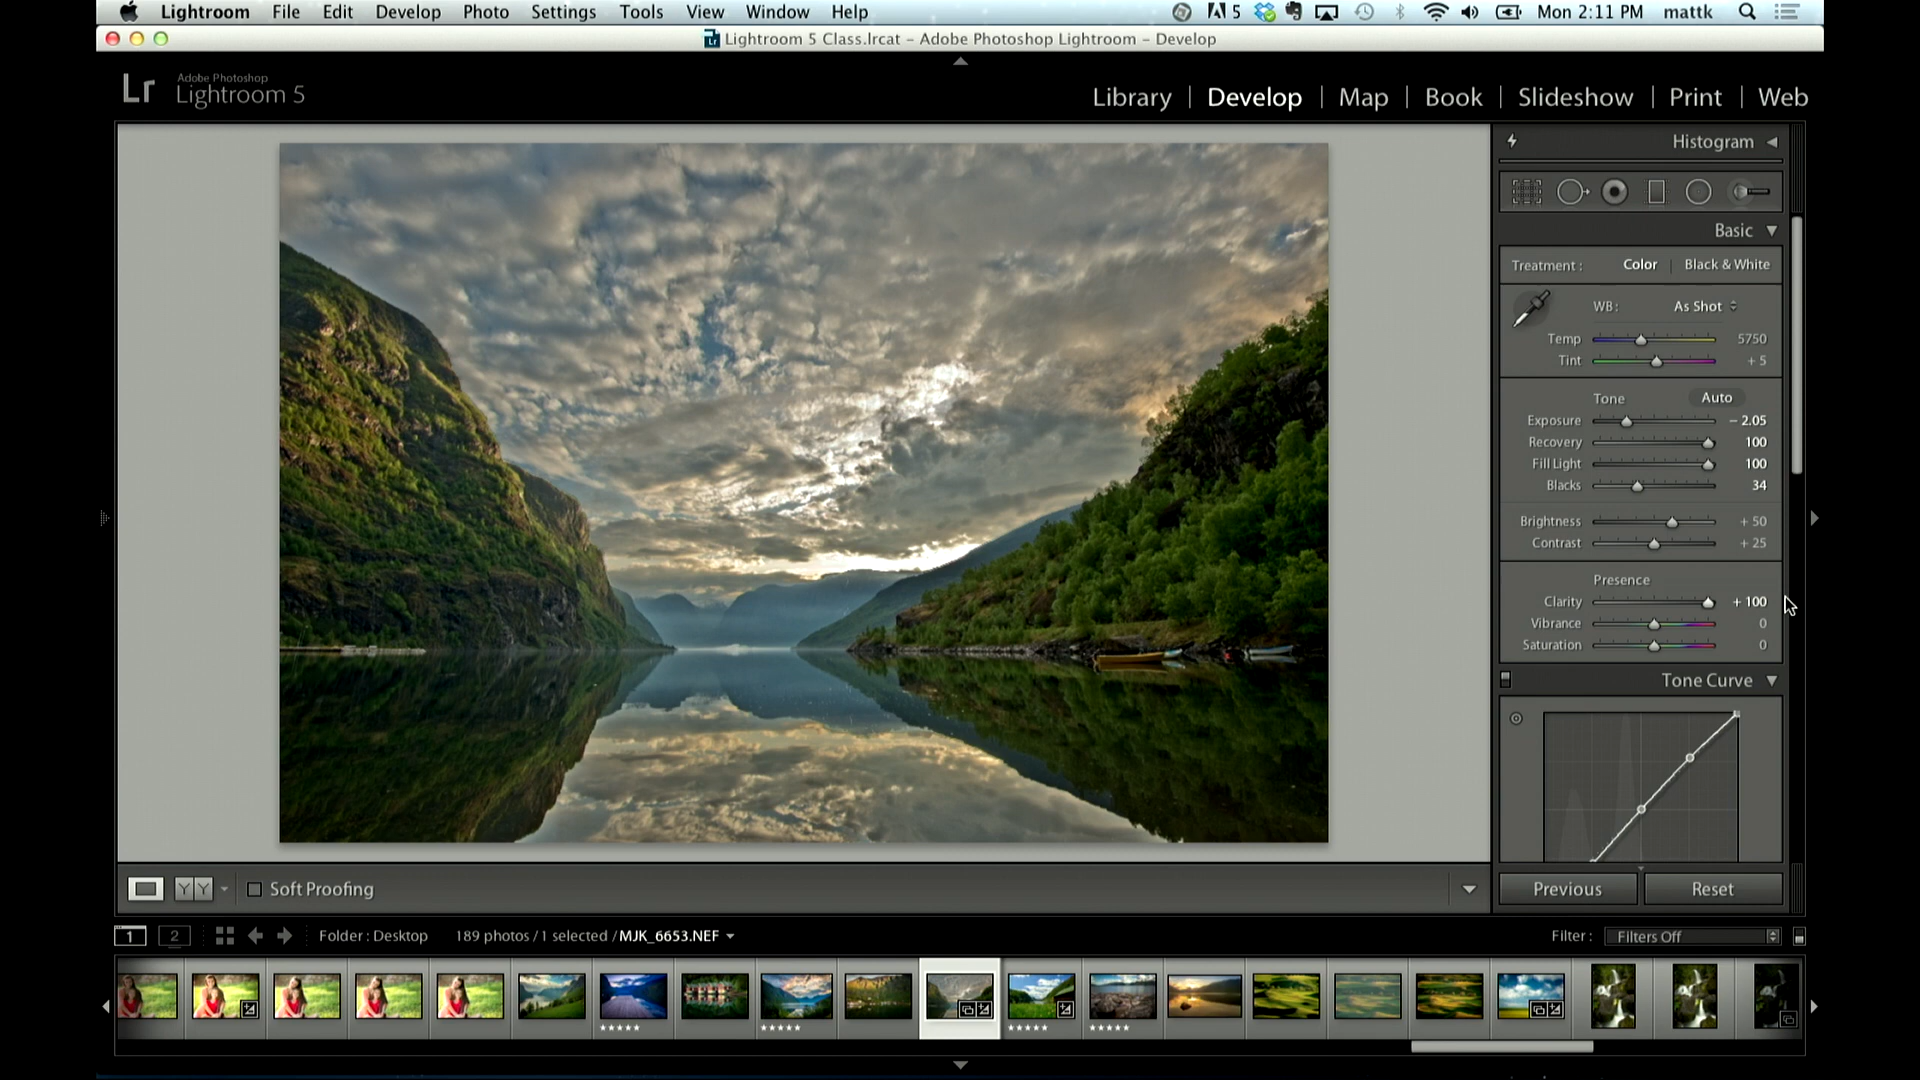 Lightroom File Edit Develop Photo Settings Tools View Window Help 5 Mon 2:11 PM mattk
Lightroom 5 Class.lrcat – Adobe Photoshop Lightroom – Develop
Lr Adobe Photoshop
Lightroom 5
Library | Develop | Map | Book | Slideshow | Print | Web
Histogram
Basic
Treatment : Color | Black & White
WB : As Shot
Temp 5750
Tint + 5
Tone Auto
Exposure – 2.05
Recovery 100
Fill Light 100
Blacks 34
Brightness + 50
Contrast + 25
Presence
Clarity + 100
Vibrance 0
Saturation 0
Tone Curve
Y Y Soft Proofing
Previous Reset
1 2 Folder : Desktop 189 photos / 1 selected / MJK_6653.NEF Filter : Filters Off